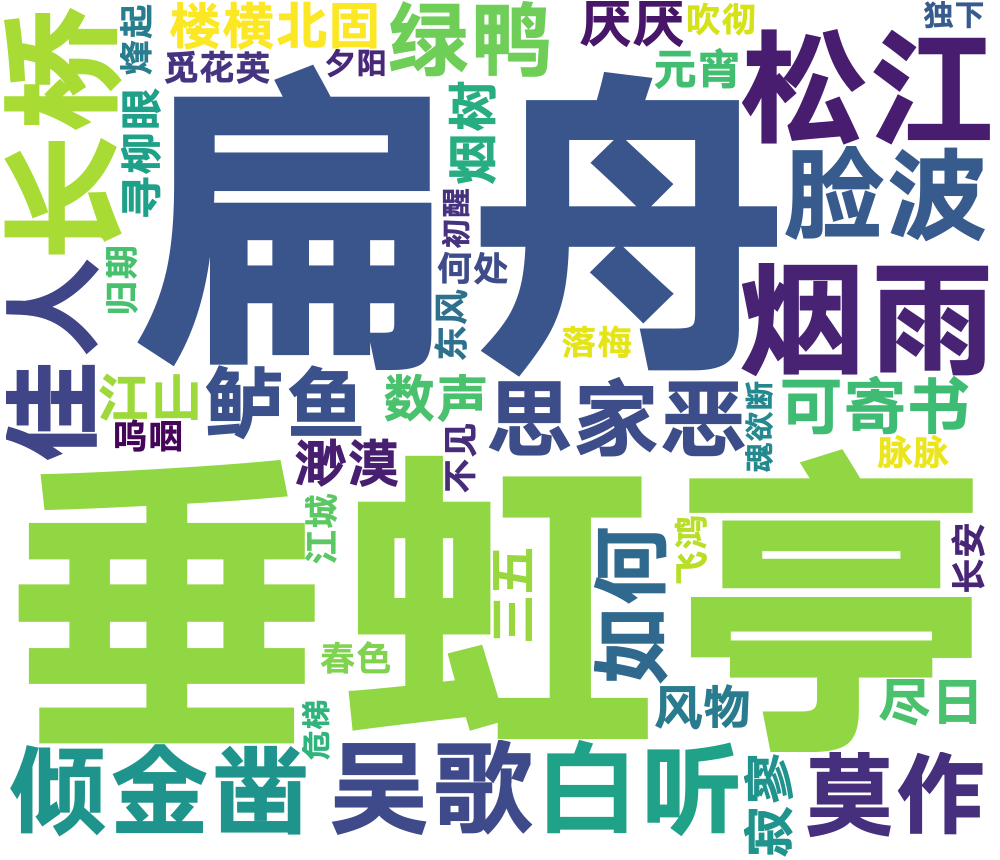 长桥
烽起
楼横北固
绿鸭
厌厌
吹彻
独下
觅花英
夕阳
元宵
松江
寻柳眼
扁舟
烟树
脸波
初醒
何处
归期
东风
落梅
烟雨
佳人
江山
鲈鱼
数声
思家恶
魂欲断
可寄书
呜咽
渺漠
不见
脉脉
垂虹亭
江城
三五
如何
飞鸿
长安
春色
危梯
风物
尽日
倾金凿
吴歌
白听
寂寥
莫作